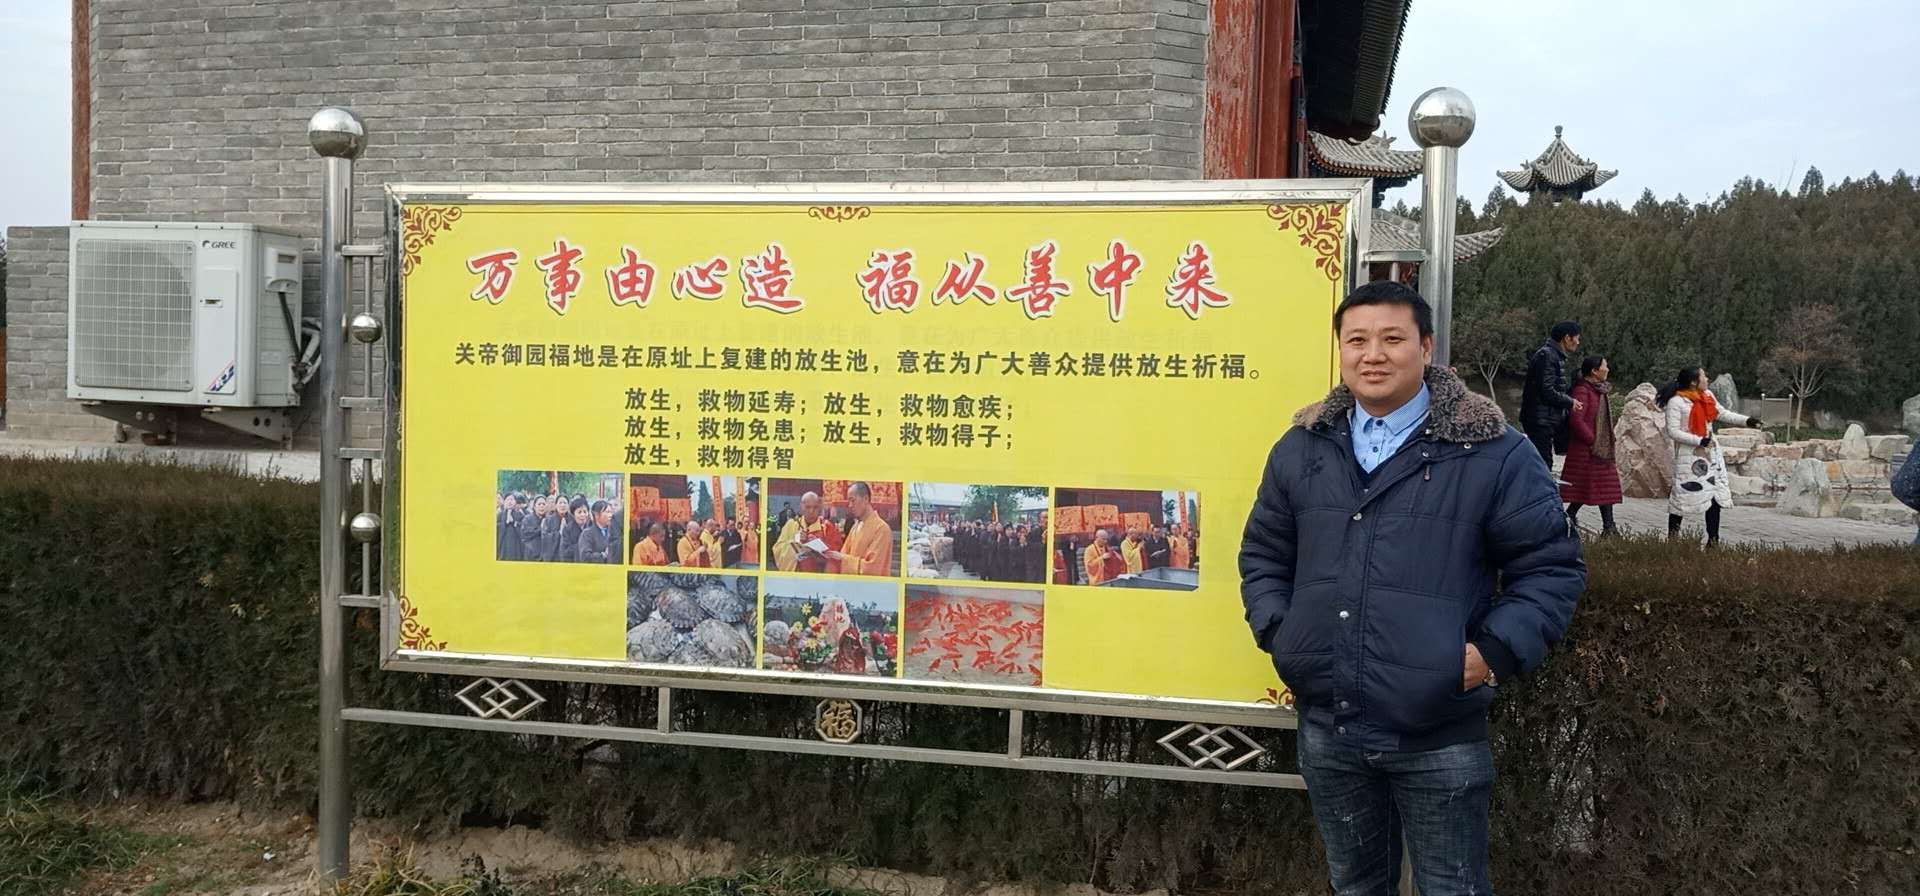 GREE
万事由心造 福从善中来
关帝御园福地是在原址上复建的放生池，意在为广大善众提供放生祈福。
放生，救物延寿；放生，救物愈疾；
放生，救物免患；放生，救物得子；
放生，救物得智
福